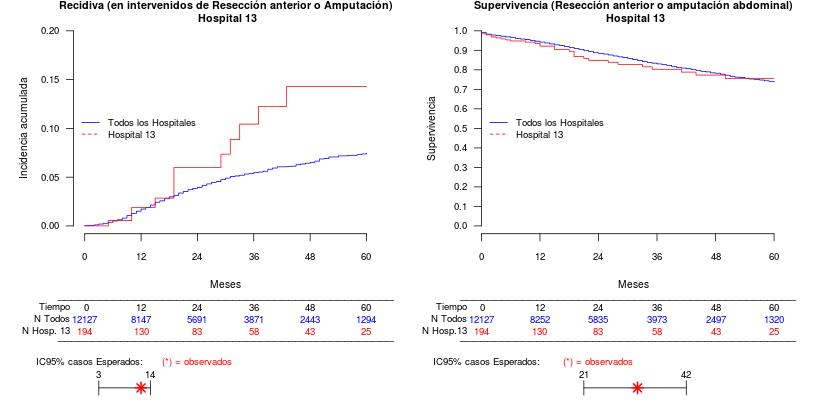 Recidiva (en intervenidos de Resección anterior o Amputación)
Hospital 13
0.20
0.15
0.10
0.05
0.00
Incidencia acumulada
Todos los Hospitales
Hospital 13
0 12 24 36 48 60
Meses
Tiempo 0 12 24 36 48 60
N Todos 12127 8147 5691 3871 2443 1294
N Hosp. 13 194 130 83 58 43 25
IC95% casos Esperados: (*) = observados
3 14
Supervivencia (Resección anterior o amputación abdominal)
Hospital 13
1.0
0.9
0.8
0.7
0.6
0.5
0.4
0.3
0.2
0.1
0.0
Supervivencia
Todos los Hospitales
Hospital 13
0 12 24 36 48 60
Meses
Tiempo 0 12 24 36 48 60
N Todos 12127 8252 5835 3973 2497 1320
N Hosp.13 194 130 83 58 43 25
IC95% casos Esperados: (*) = observados
21 42